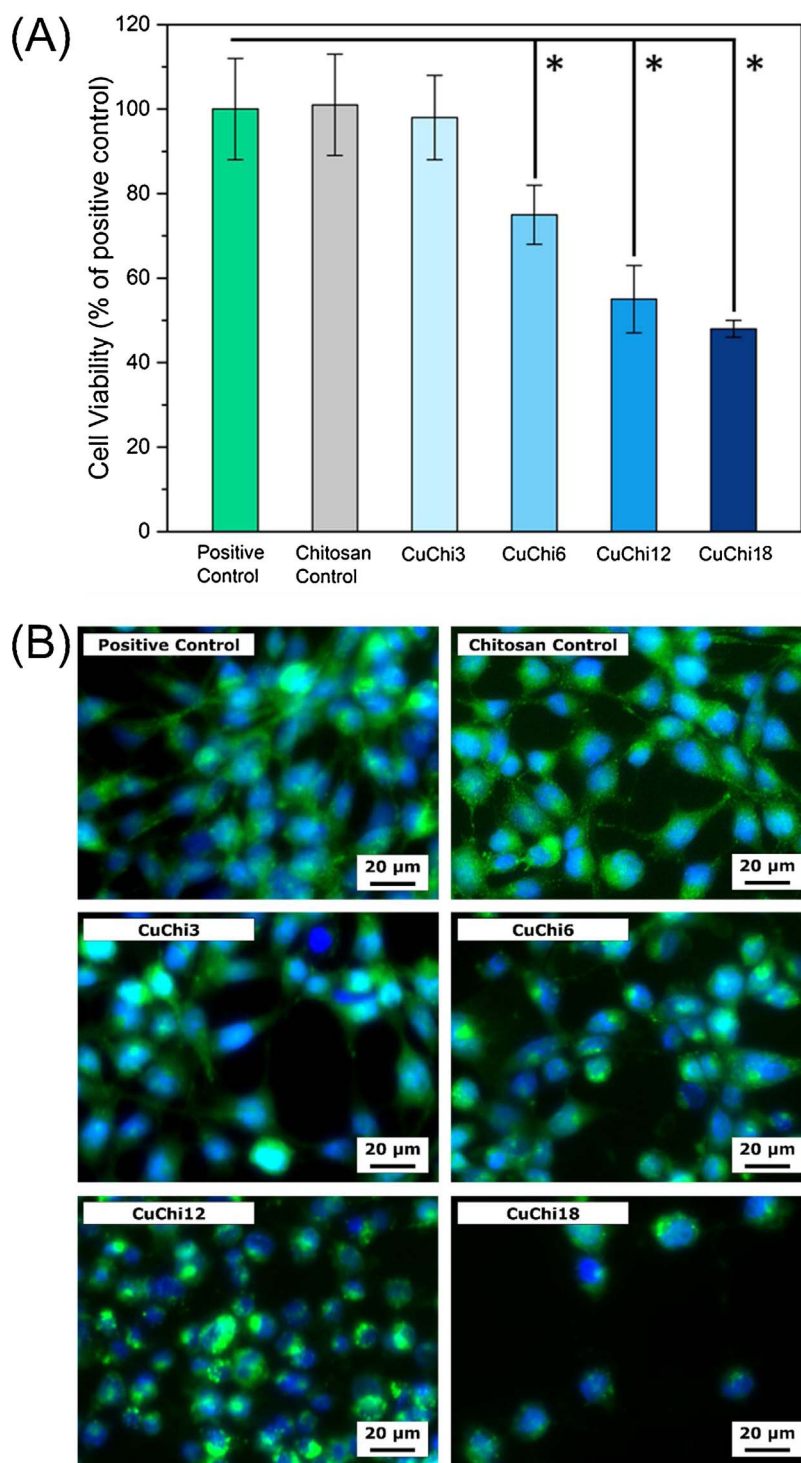 (A)
Cell Viability (% of positive control)
120
100
80
60
40
20
0
*
*
*
Positive
Control
Chitosan
Control
CuChi3
CuChi6
CuChi12
CuChi18
(B)
Positive Control
20 µm
Chitosan Control
20 µm
CuChi3
20 µm
CuChi6
20 µm
CuChi12
20 µm
CuChi18
20 µm